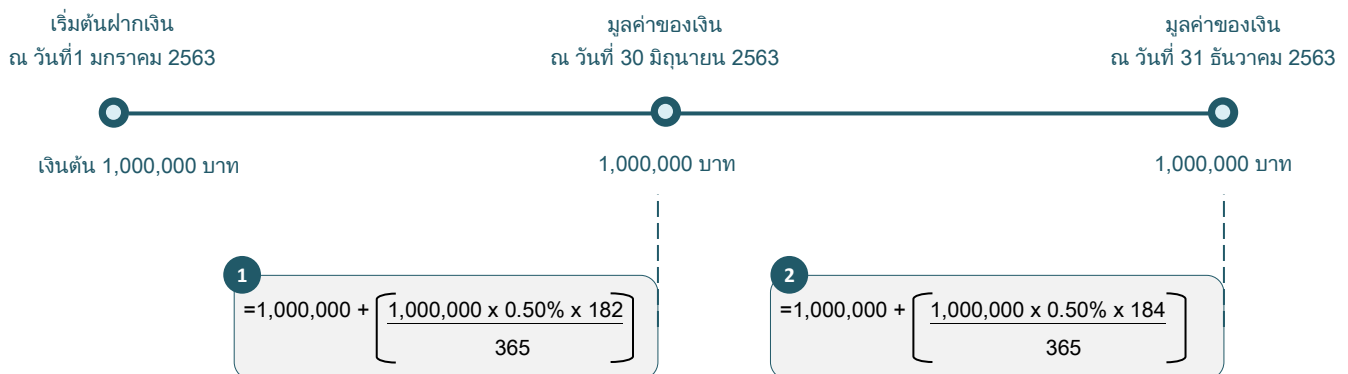 เริ่มต้นฝากเงิน
ณ วันที่1 มกราคม 2563
มูลค่าของเงิน
ณ วันที่ 30 มิถุนายน 2563
มูลค่าของเงิน
ณ วันที่ 31 ธันวาคม 2563
เงินต้น 1,000,000 บาท
1,000,000 บาท
1,000,000 บาท
1
=1,000,000 + 1,000,000 x 0.50% x 182
365
2
=1,000,000 + 1,000,000 x 0.50% x 184
365